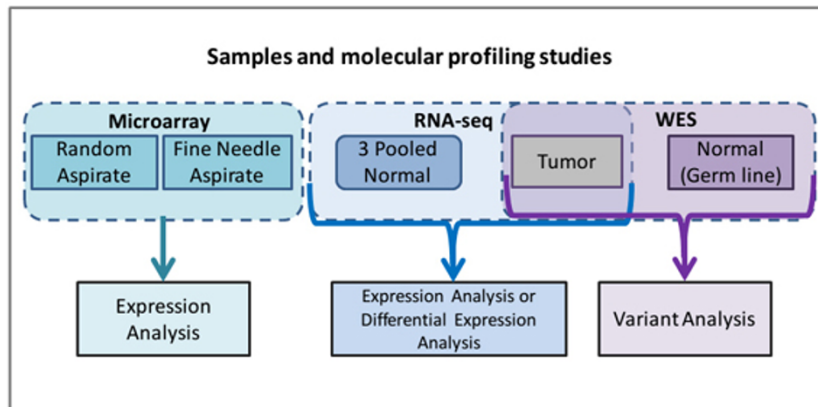 Samples and molecular profiling studies
Microarray
Random
Aspirate
Fine Needle
Aspirate
RNA-seq
3 Pooled
Normal
WES
Tumor
Normal
(Germ line)
Expression
Analysis
Expression Analysis or
Differential Expression
Analysis
Variant Analysis